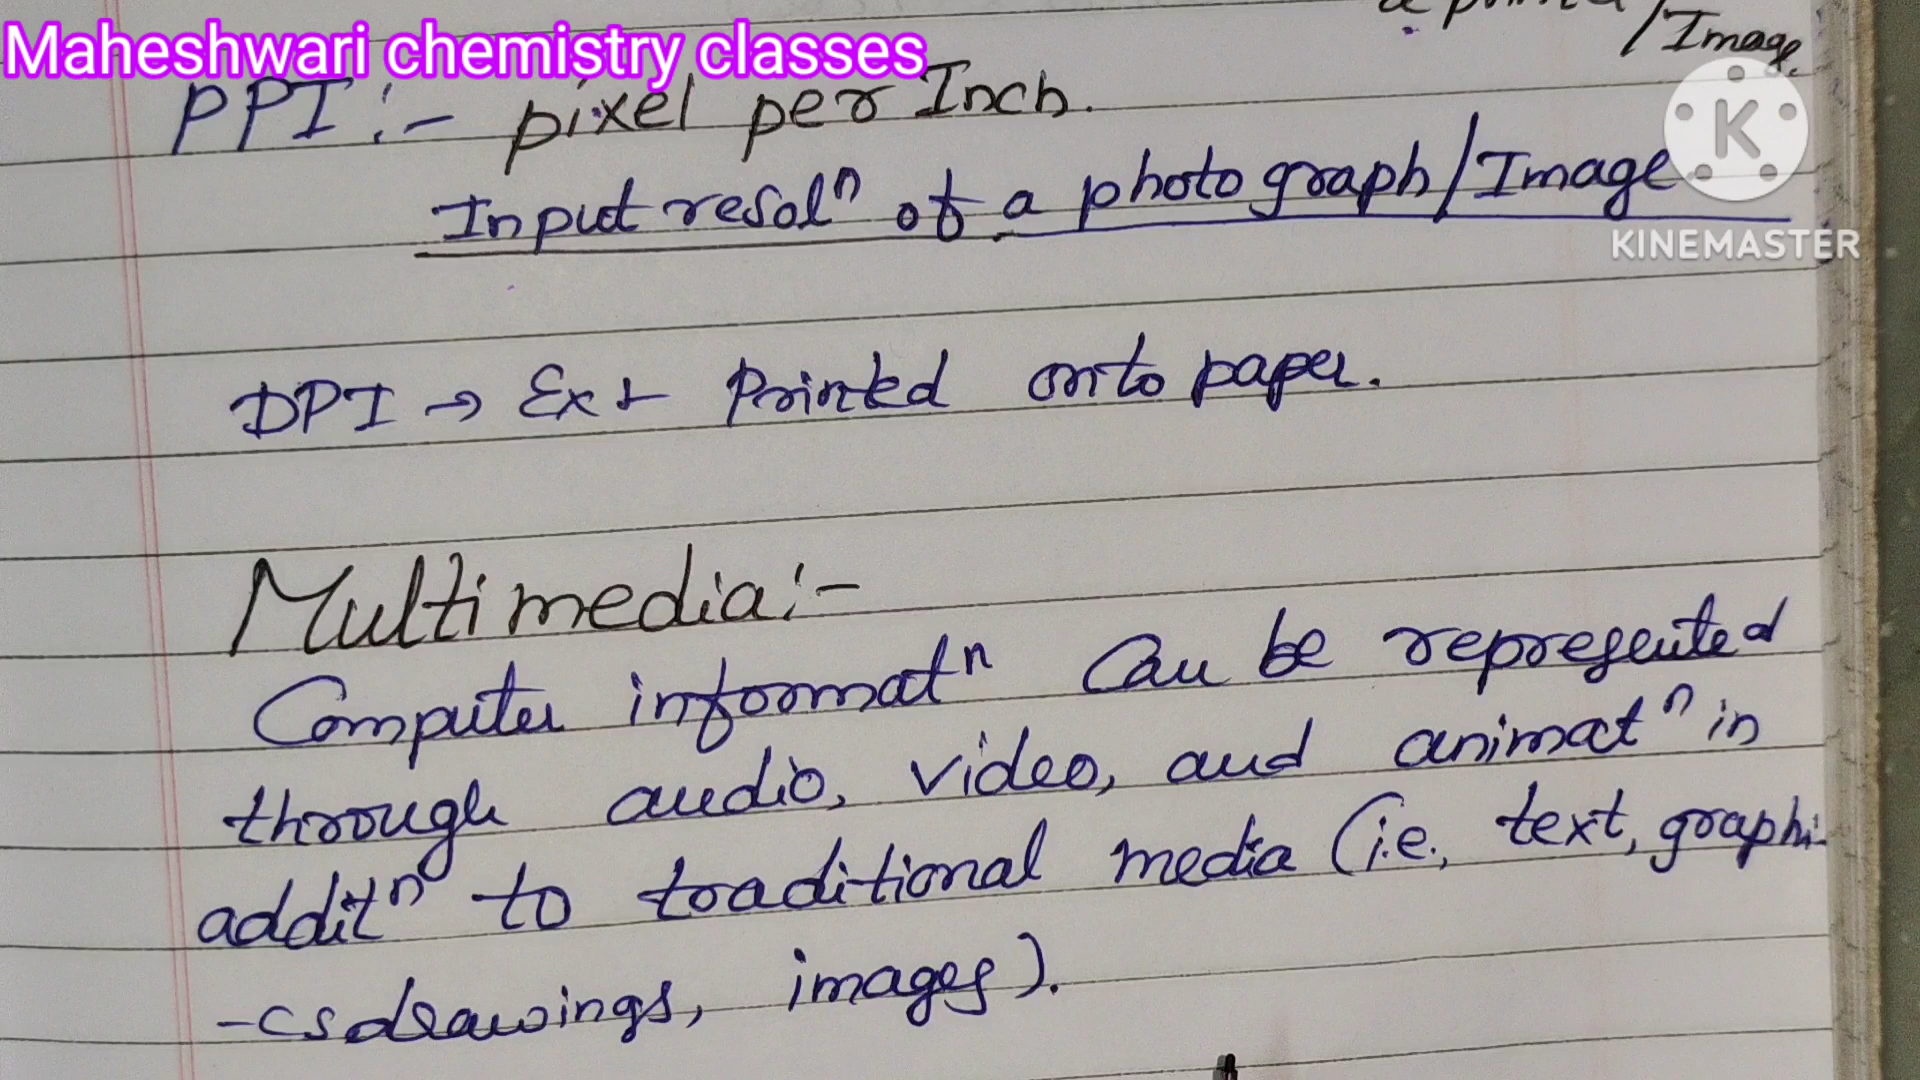 /Image.
Maheshwari chemistry classes
PPI:- pixel per Inch.
Input resolⁿ of a photograph/Image
KINEMASTER
DPI → Ex Printed onto paper.
Multimedia:-
Computer informatⁿ Can be represented
through audio, video, and animatⁿ in
additⁿ to traditional media (i.e., text, graphi
-cs drawings, images).